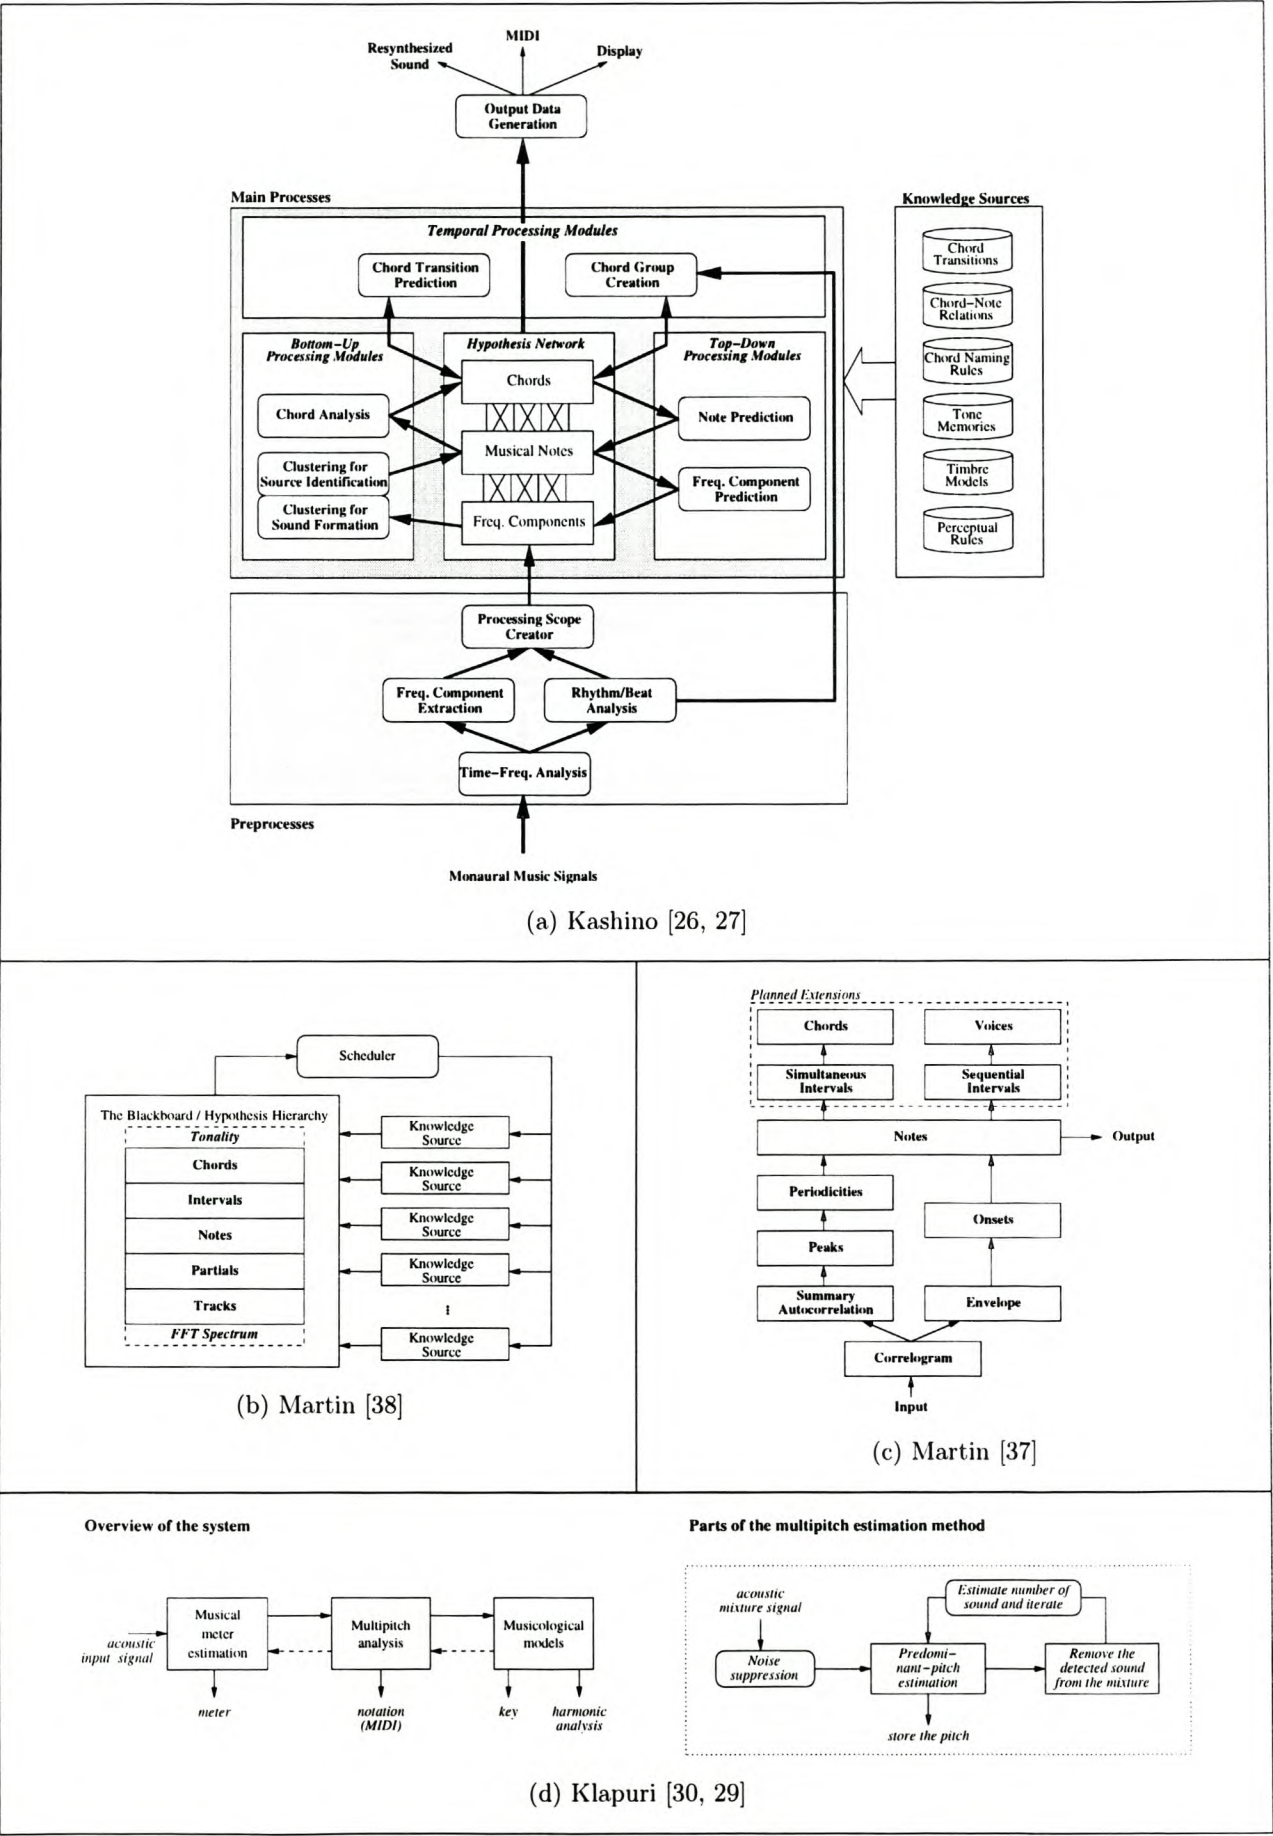 MIDI
Resynthesized
Sound
Display
Output Data
Generation
Main Processes
Knowledge Sources
Temporal Processing Modules
Chord Transition
Prediction
Chord Group
Creation
Bottom-Up
Processing Modules
Hypothesis Network
Top-Down
Processing Modules
Chords
Chord Analysis
Note Prediction
Musical Notes
Clustering for
Source Identification
Freq. Component
Prediction
Clustering for
Sound Formation
Freq. Components
Chord
Transitions
Chord-Note
Relations
Chord Naming
Rules
Tone
Memories
Timbre
Models
Perceptual
Rules
Processing Scope
Creator
Freq. Component
Extraction
Rhythm/Beat
Analysis
Time-Freq. Analysis
Preprocesses
Monaural Music Signals
(a) Kashino [26, 27]
Scheduler
The Blackboard / Hypothesis Hierarchy
Tonality
Chords
Intervals
Notes
Partials
Tracks
FFT Spectrum
Knowledge
Source
Knowledge
Source
Knowledge
Source
Knowledge
Source
Knowledge
Source
(b) Martin [38]
Planned Extensions
Chords
Voices
Simultaneous
Intervals
Sequential
Intervals
Notes
Output
Periodicities
Onsets
Peaks
Summary
Autocorrelation
Envelope
Correlogram
Input
(c) Martin [37]
Overview of the system
acoustic
input signal
Musical
meter
estimation
Multipitch
analysis
Musicological
models
meter
notation
(MIDI)
key
harmonic
analysis
Parts of the multipitch estimation method
acoustic
mixture signal
Estimate number of
sound and iterate
Noise
suppression
Predomi-
nant-pitch
estimation
Remove the
detected sound
from the mixture
store the pitch
(d) Klapuri [30, 29]